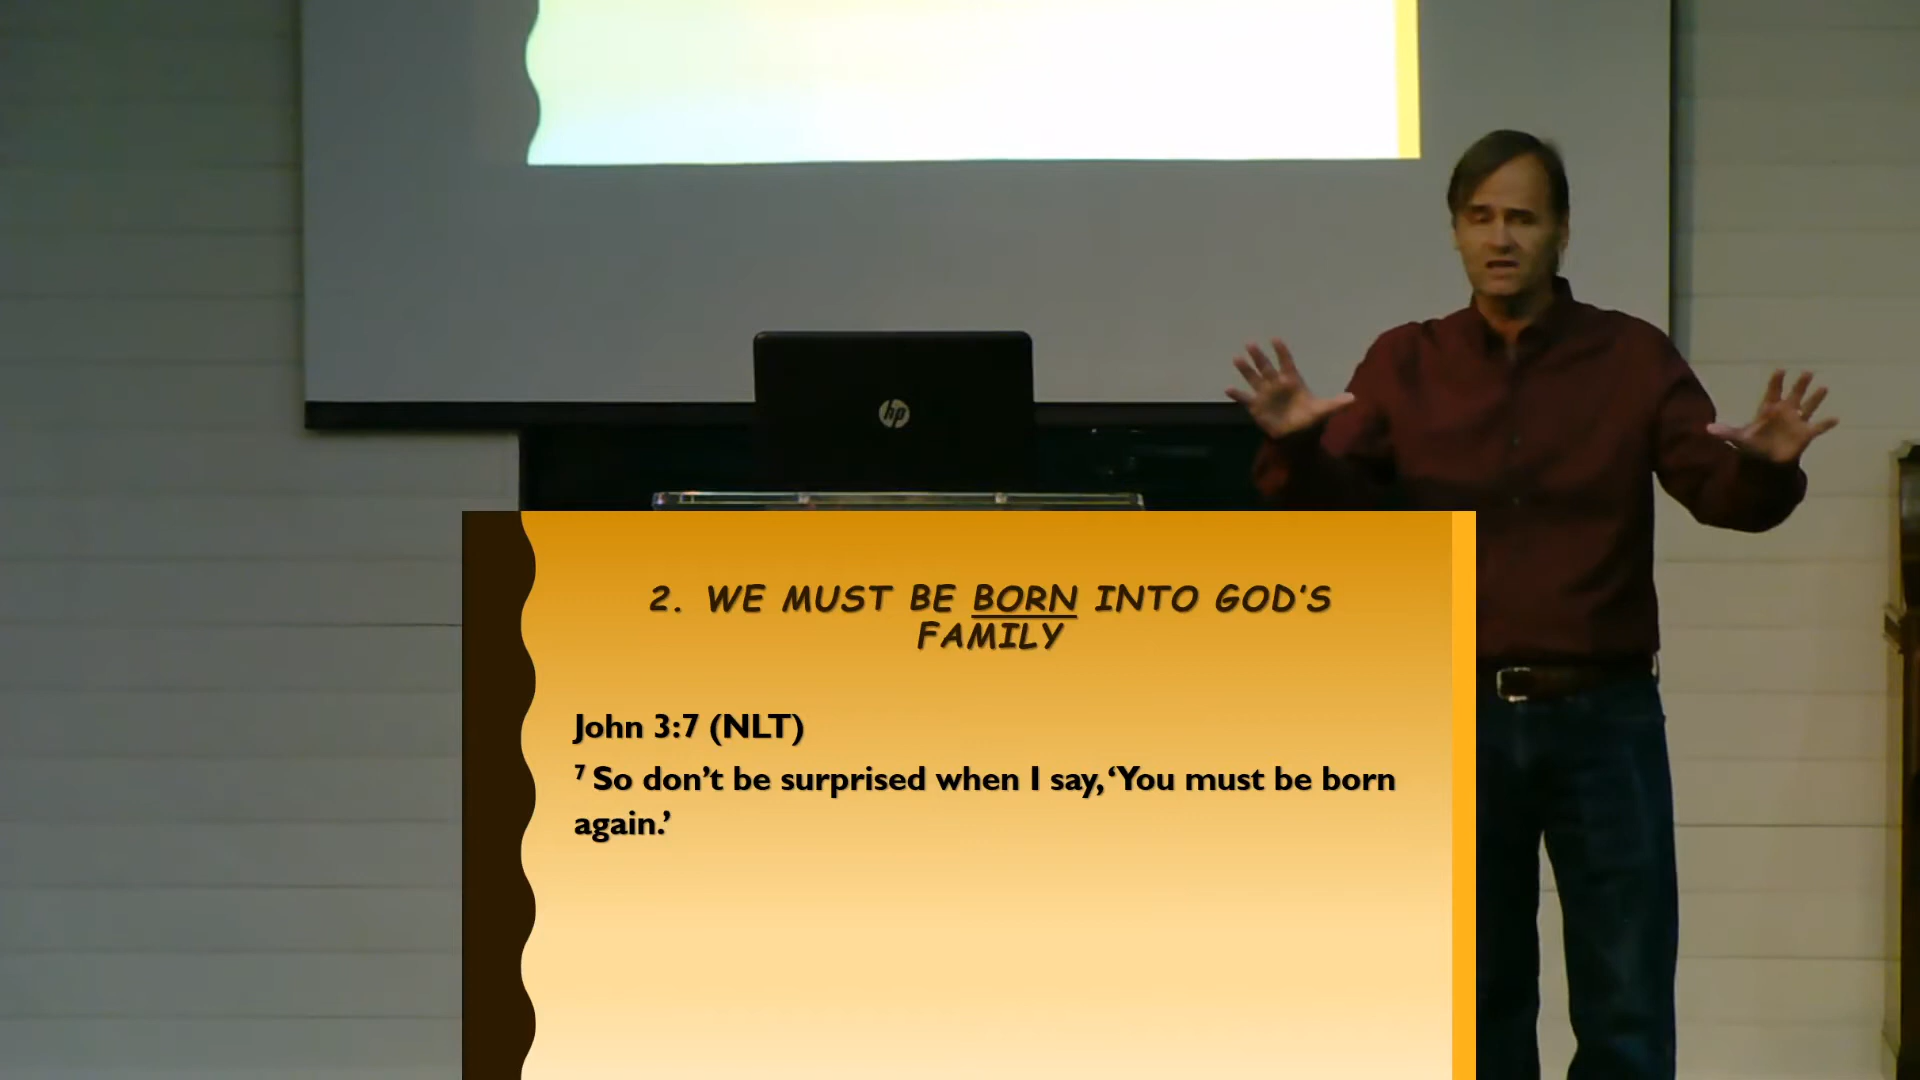 hp
2. WE MUST BE BORN INTO GOD'S
FAMILY
John 3:7 (NLT)
7 So don’t be surprised when I say, ‘You must be born
again.’